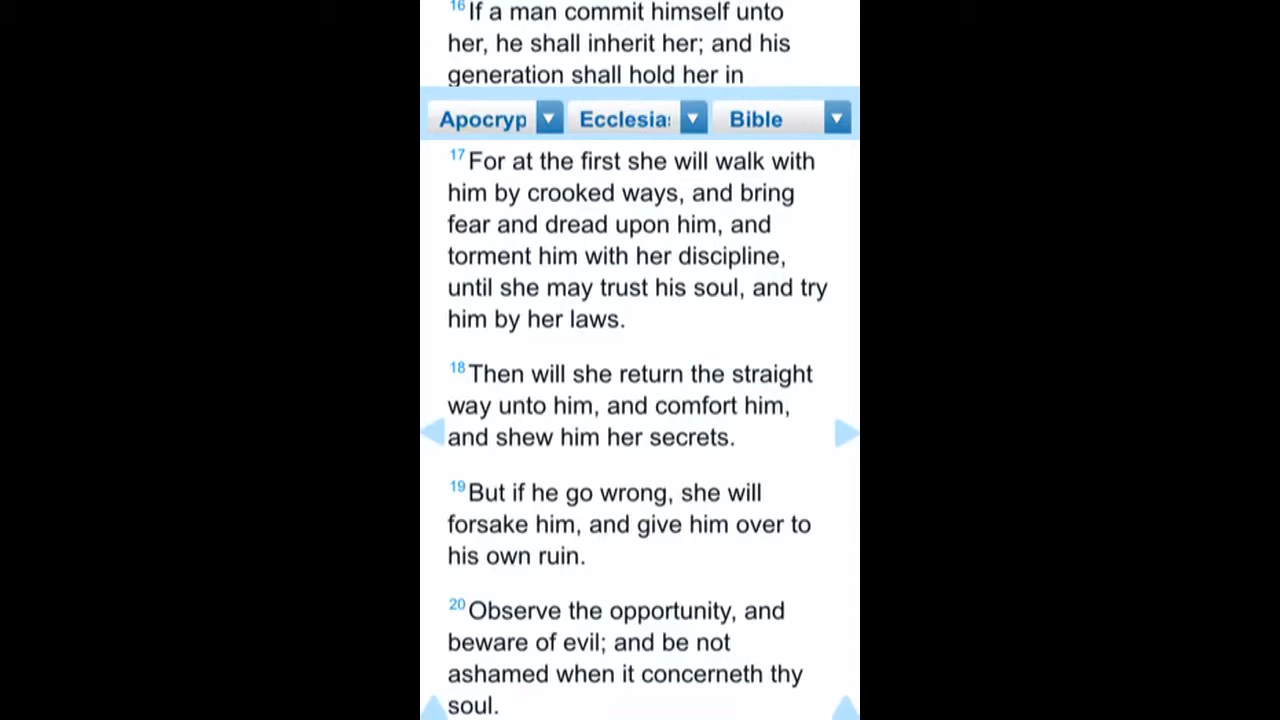 16 If a man commit himself unto
her, he shall inherit her; and his
generation shall hold her in
Apocryp Ecclesia: Bible
17 For at the first she will walk with
him by crooked ways, and bring
fear and dread upon him, and
torment him with her discipline,
until she may trust his soul, and try
him by her laws.
18 Then will she return the straight
way unto him, and comfort him,
and shew him her secrets.
19 But if he go wrong, she will
forsake him, and give him over to
his own ruin.
20 Observe the opportunity, and
beware of evil; and be not
ashamed when it concerneth thy
soul.